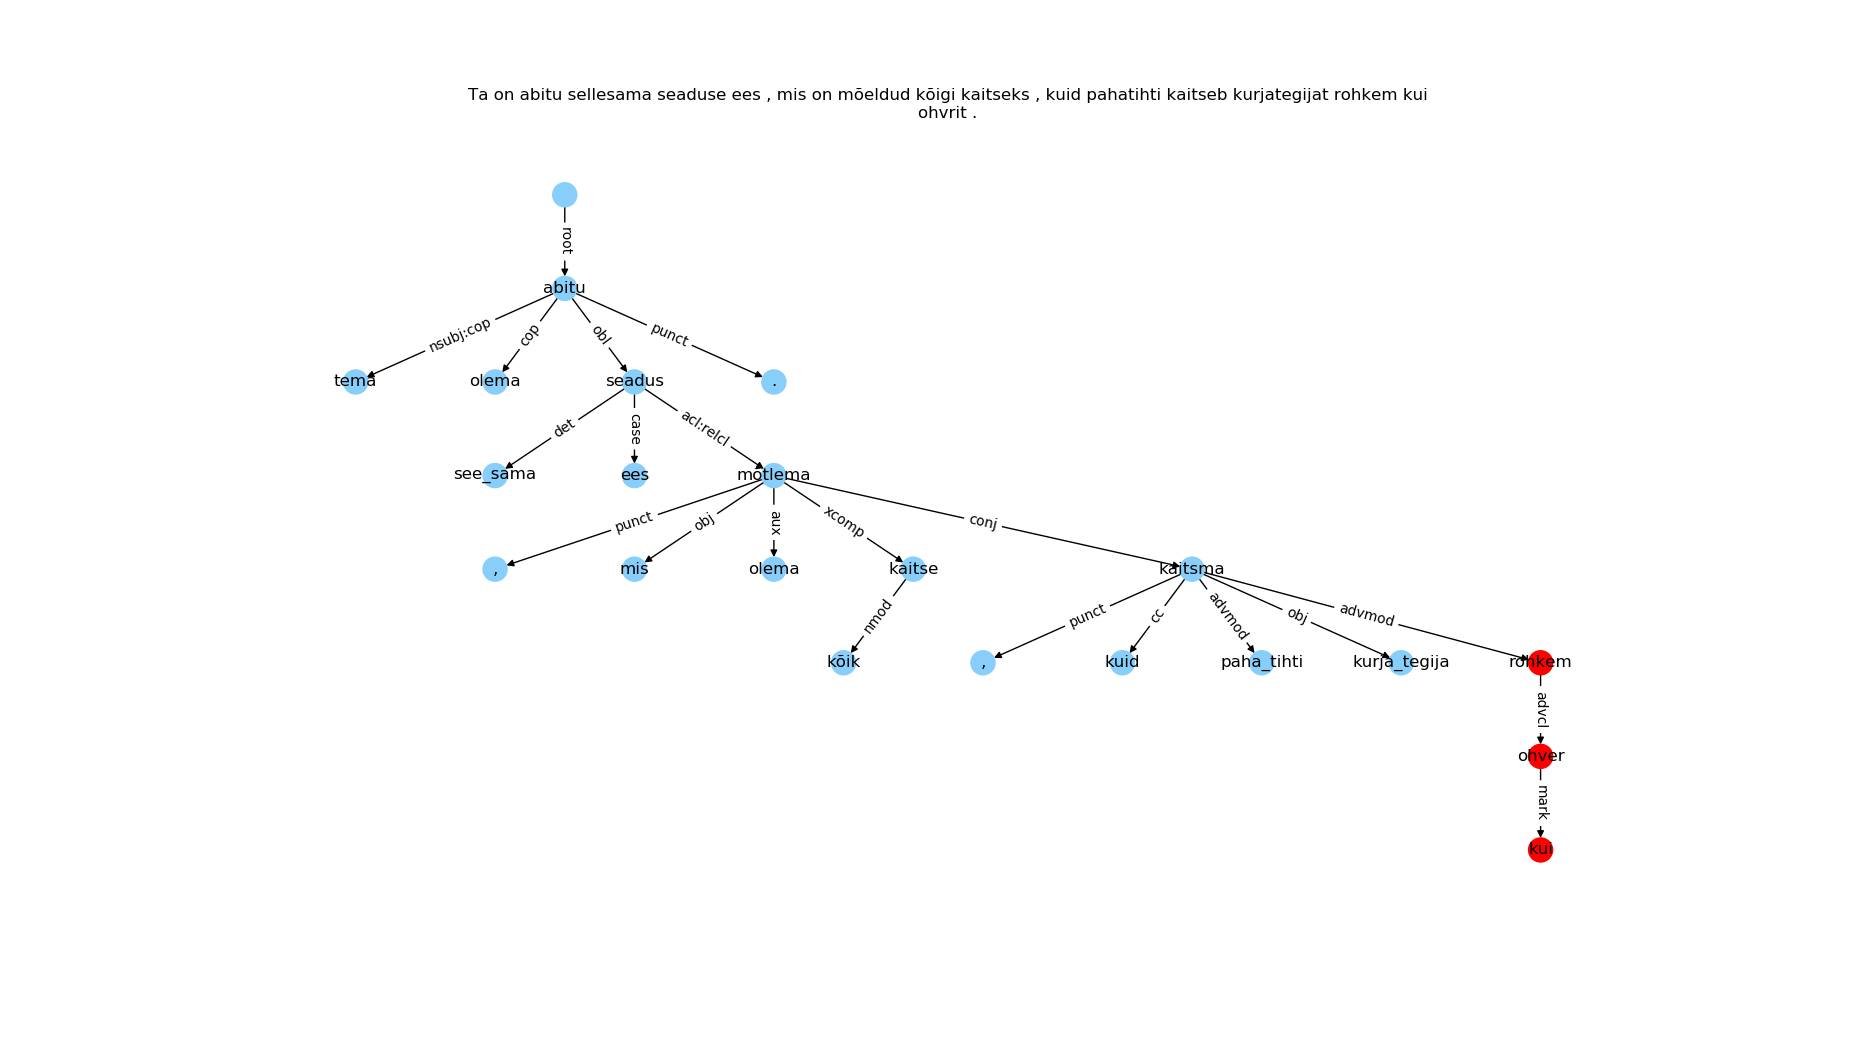 Ta on abitu sellesama seaduse ees , mis on mõeldud kõigi kaitseks , kuid pahatihti kaitseb kurjategijat rohkem kui
ohvrit .
root
abitu
nsubj:cop
cop
obl
punct
tema
olema
seadus
.
det
case
acl:relcl
see_sama
ees
mõtlema
punct
obj
aux
xcomp
conj
,
mis
olema
kaitse
kaitsma
nmod
punct
cc
advmod
obj
advmod
kõik
,
kuid
paha_tihti
kurja_tegija
rohkem
advcl
ohver
mark
kui